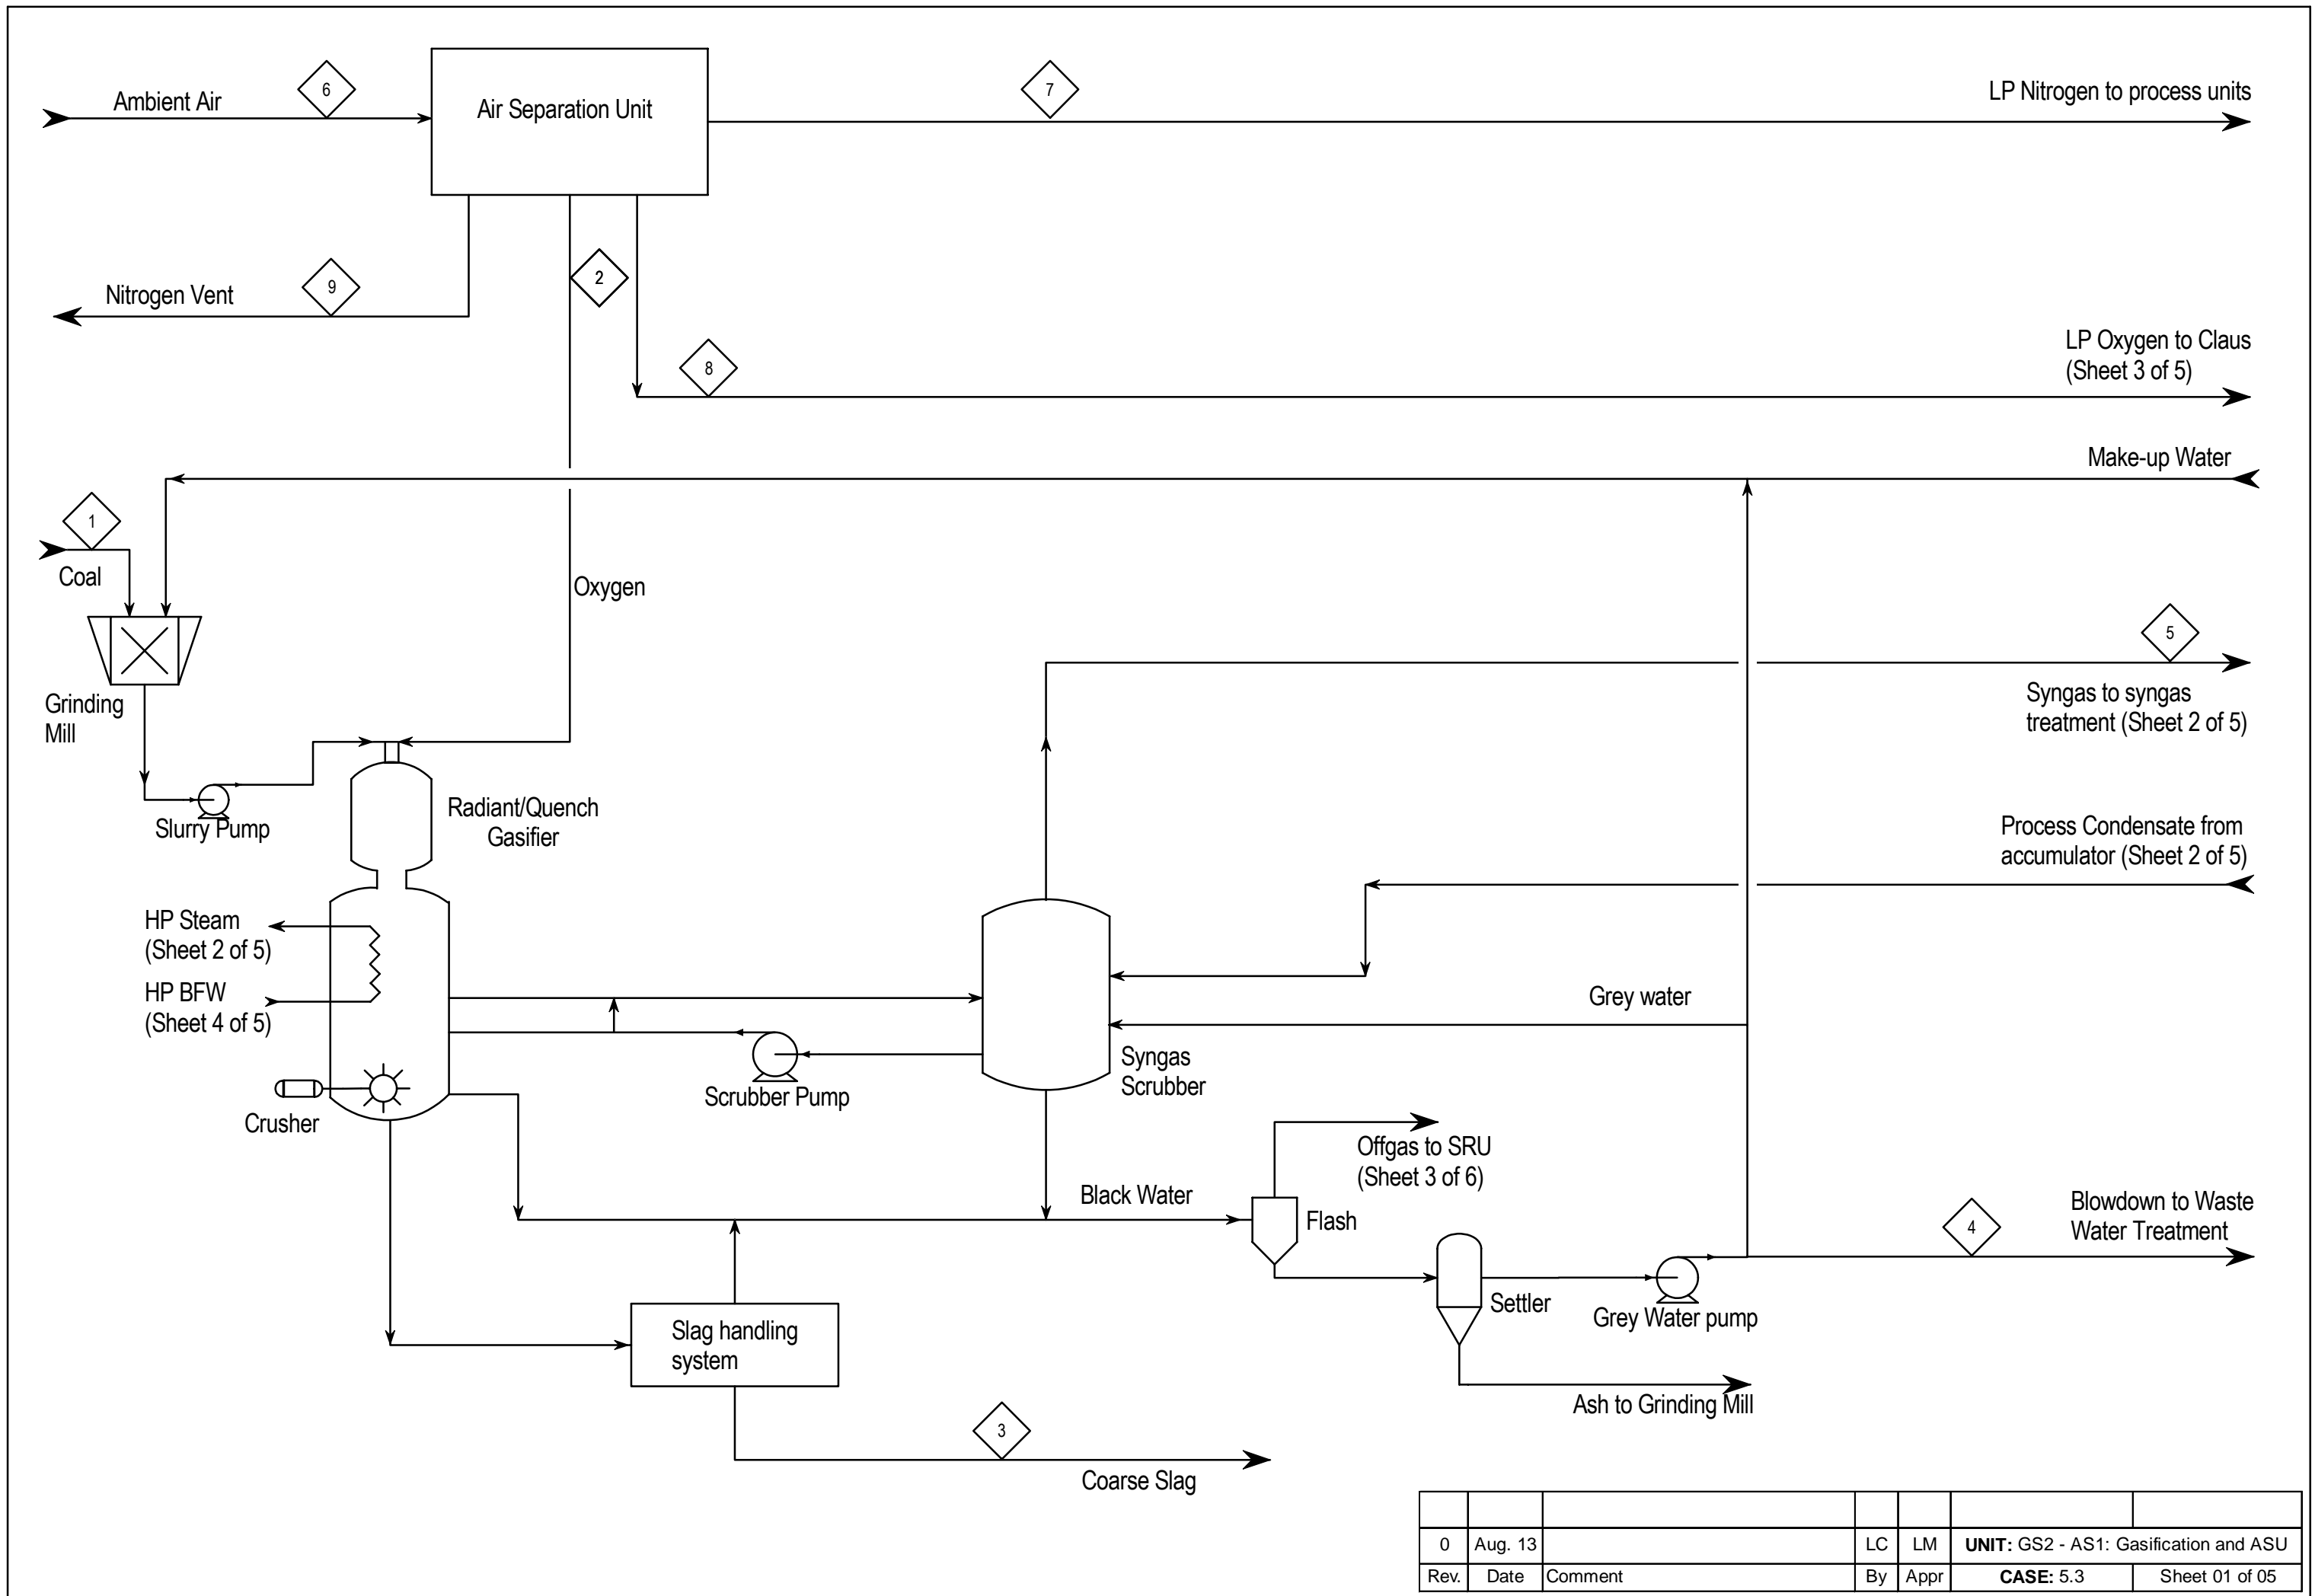 6
7
Ambient Air
Air Separation Unit
LP Nitrogen to process units
2
9
Nitrogen Vent
8
LP Oxygen to Claus
(Sheet 3 of 5)
Make-up Water
1
Coal
Oxygen
5
Grinding
Mill
Syngas to syngas
treatment (Sheet 2 of 5)
Slurry Pump
Radiant/Quench
Gasifier
Process Condensate from
accumulator (Sheet 2 of 5)
HP Steam
(Sheet 2 of 5)
HP BFW
(Sheet 4 of 5)
Grey water
Syngas
Scrubber
Scrubber Pump
Crusher
Offgas to SRU
(Sheet 3 of 6)
Black Water
Flash
4
Blowdown to Waste
Water Treatment
Settler
Grey Water pump
Slag handling
system
Ash to Grinding Mill
3
Coarse Slag
0 Aug. 13 LC LM UNIT: GS2 - AS1: Gasification and ASU
Rev. Date Comment By Appr CASE: 5.3 Sheet 01 of 05